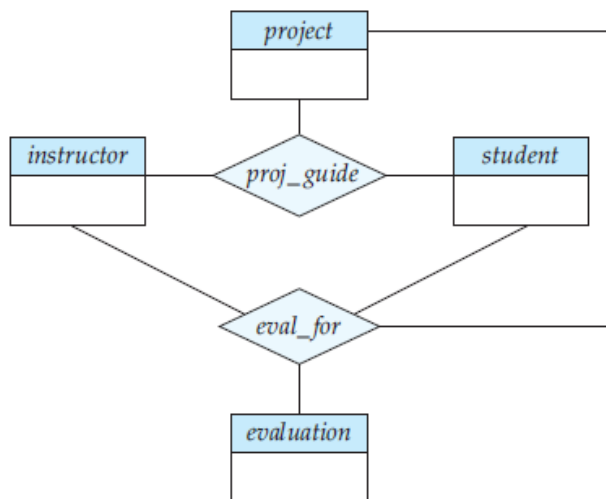 project
instructor
student
proj_guide
eval_for
evaluation